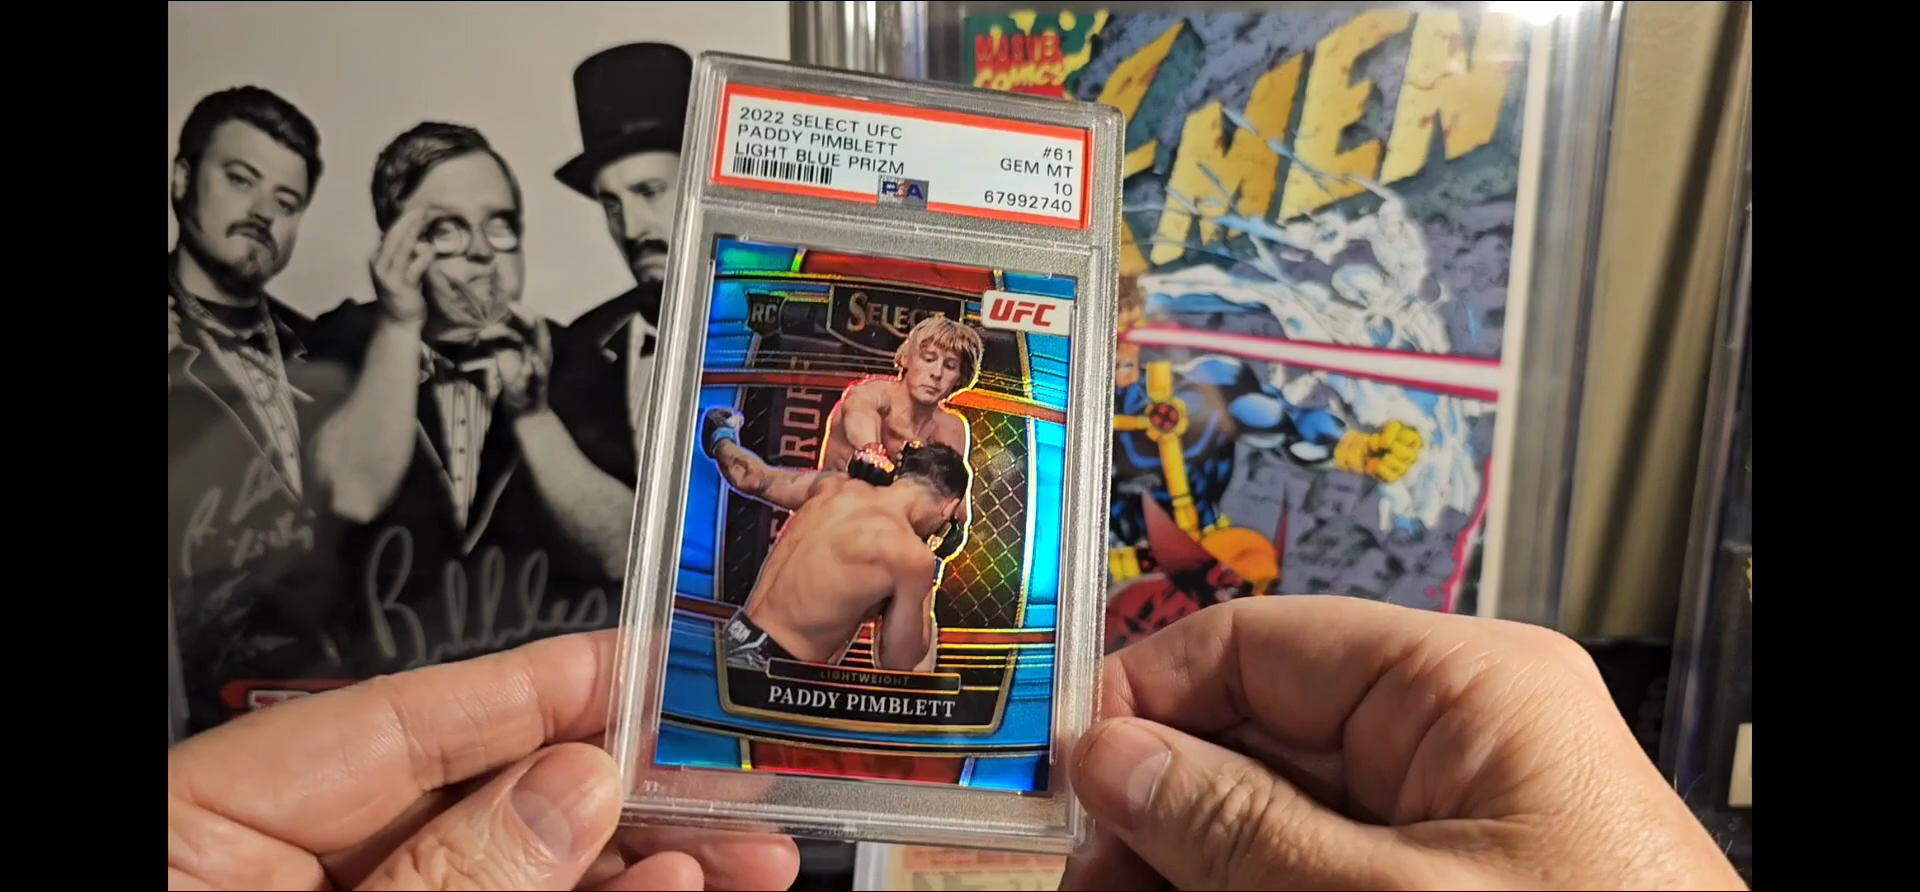 2022 SELECT UFC
PADDY PIMBLETT
LIGHT BLUE PRIZM
#61
GEM MT
10
67992740
PSA
RC
SELECT
UFC
LIGHTWEIGHT
PADDY PIMBLETT
MARVEL
COMICS
X-MEN
Bubbles